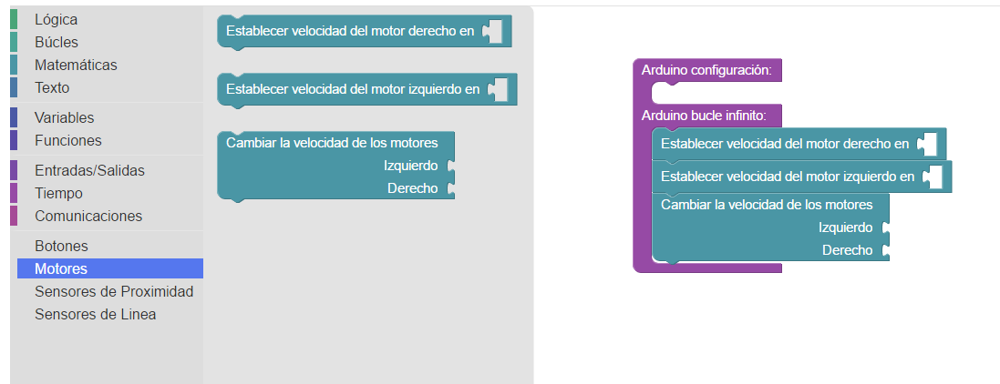 Lógica
Búcles
Matemáticas
Texto
Variables
Funciones
Entradas/Salidas
Tiempo
Comunicaciones
Botones
Motores
Sensores de Proximidad
Sensores de Linea
Establecer velocidad del motor derecho en
Establecer velocidad del motor izquierdo en
Cambiar la velocidad de los motores
Izquierdo
Derecho
Arduino configuración:
Arduino bucle infinito:
Establecer velocidad del motor derecho en
Establecer velocidad del motor izquierdo en
Cambiar la velocidad de los motores
Izquierdo
Derecho